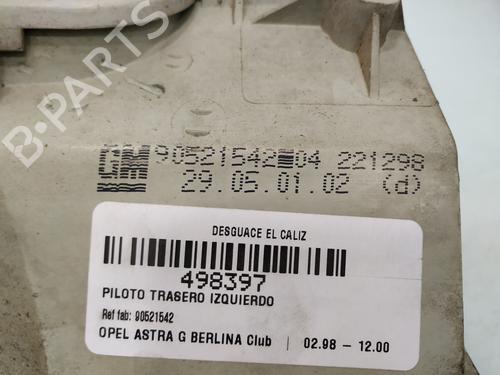 GM 90521542 04 221298
29.05.01.02 (d)
DESGUACE EL CALIZ
498397
PILOTO TRASERO IZQUIERDO
Ref fab: 90521542
OPEL ASTRA G BERLINA Club | 02.98 – 12.00
B-PARTS